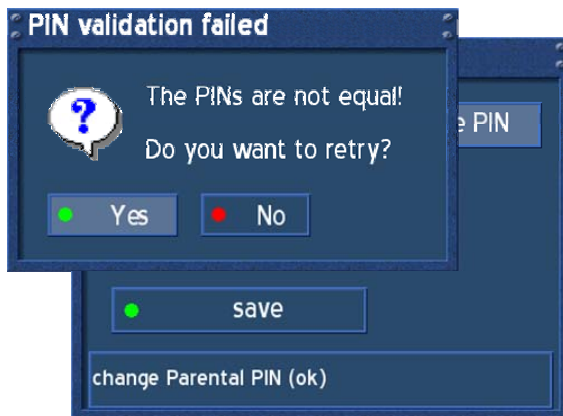 PIN validation failed
The PINs are not equal!
Do you want to retry?
Yes
No
PIN
save
change Parental PIN (ok)